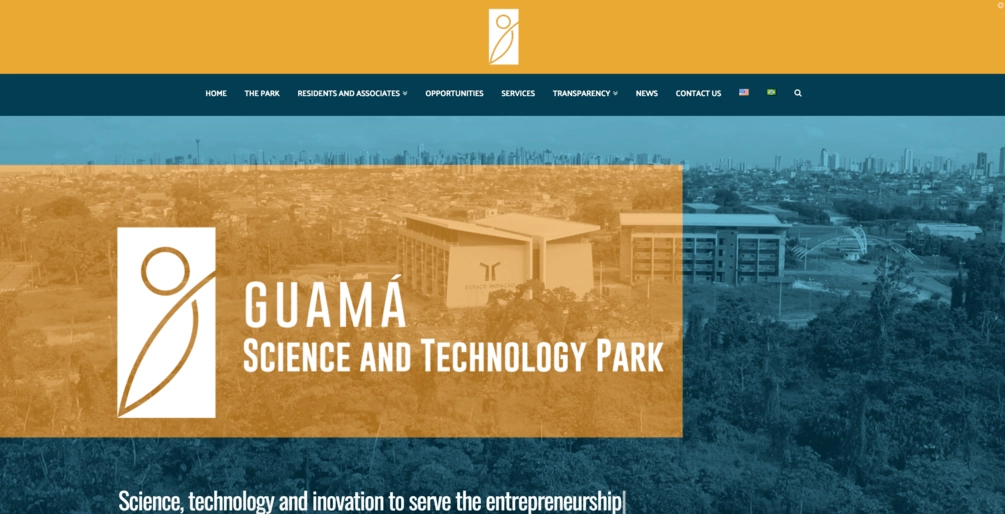 HOME THE PARK RESIDENTS AND ASSOCIATES OPPORTUNITIES SERVICES TRANSPARENCY NEWS CONTACT US
GUAMÁ
SCIENCE AND TECHNOLOGY PARK
Science, technology and inovation to serve the entrepreneurship